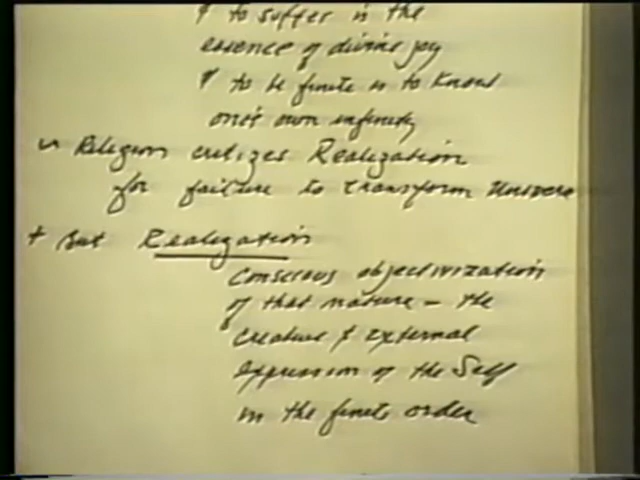 ¶ to suffer is the
essence of divine joy
¶ to be finite is to know
one's own infinity
~ Religion critizes Realization
for failure to transform Universe
+ But Realization
conscious objectivization
of that nature — the
creative & external
expression of the Self
in the finite order